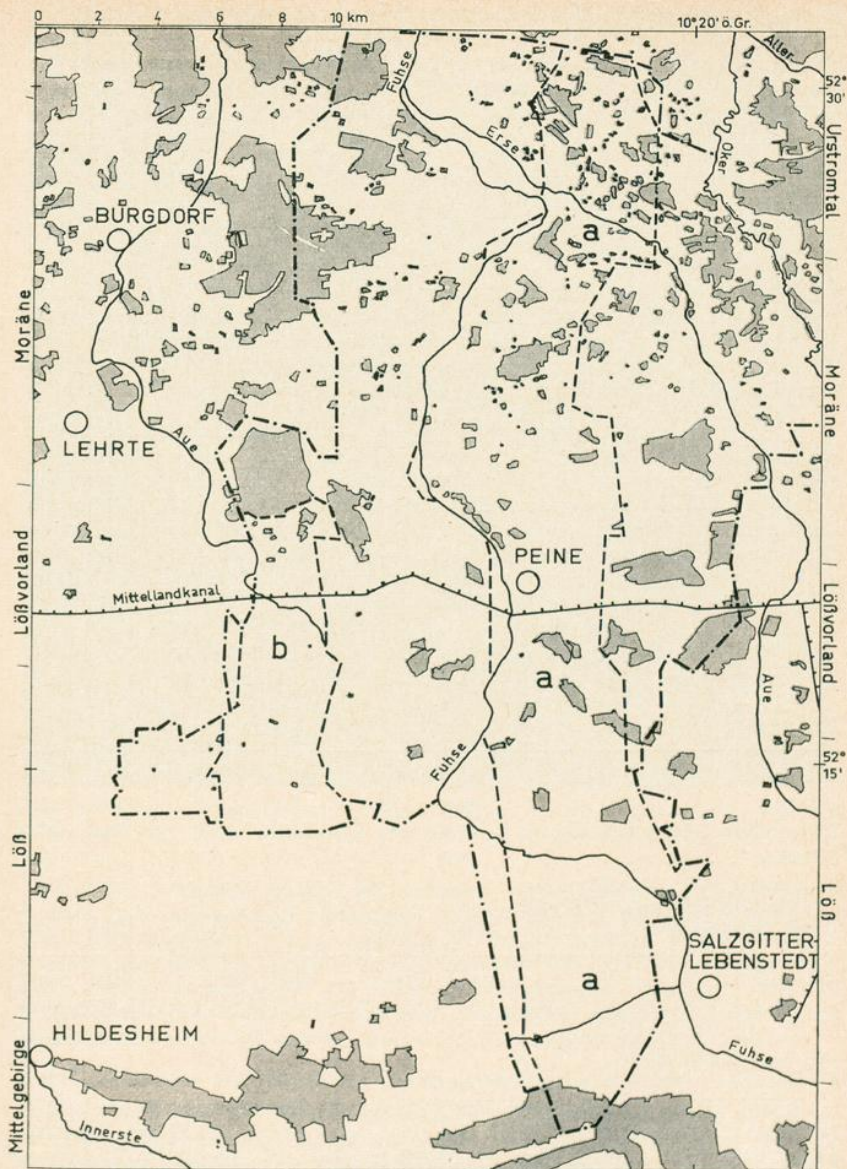 0 2 4 6 8 10 km
10° 20' ö. Gr.
Aller
52°
30'
Fuhse
Erse
Oker
Urstromtal
BURGDORF
a
Moräne
Moräne
LEHRTE
Aue
PEINE
Mittellandkanal
Lößvorland
Lößvorland
b
a
Aue
Fuhse
52°
15'
Löß
Löß
SALZGITTER-
LEBENSTEDT
a
HILDESHEIM
Fuhse
Mittelgebirge
Innerste